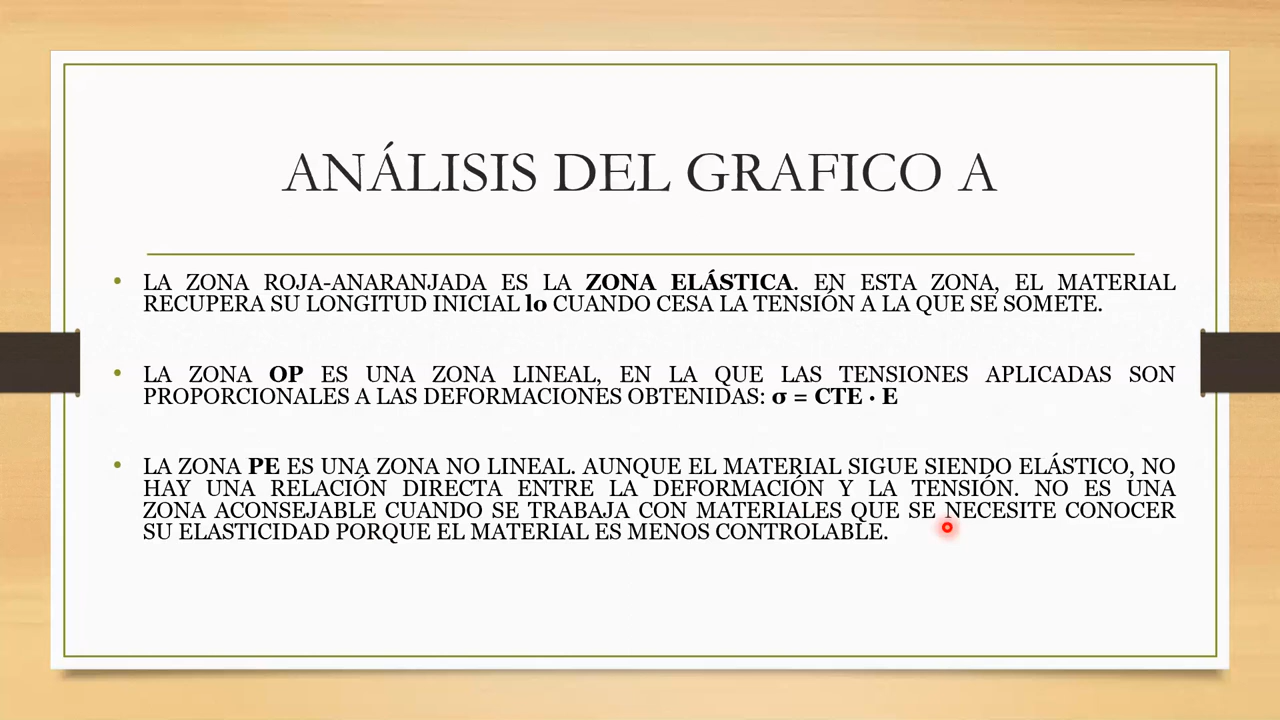 ANÁLISIS DEL GRAFICO A
• LA ZONA ROJA-ANARANJADA ES LA ZONA ELÁSTICA. EN ESTA ZONA, EL MATERIAL
RECUPERA SU LONGITUD INICIAL lo CUANDO CESA LA TENSIÓN A LA QUE SE SOMETE.
• LA ZONA OP ES UNA ZONA LINEAL, EN LA QUE LAS TENSIONES APLICADAS SON
PROPORCIONALES A LAS DEFORMACIONES OBTENIDAS: σ = CTE · E
• LA ZONA PE ES UNA ZONA NO LINEAL. AUNQUE EL MATERIAL SIGUE SIENDO ELÁSTICO, NO
HAY UNA RELACIÓN DIRECTA ENTRE LA DEFORMACIÓN Y LA TENSIÓN. NO ES UNA
ZONA ACONSEJABLE CUANDO SE TRABAJA CON MATERIALES QUE SE NECESITE CONOCER
SU ELASTICIDAD PORQUE EL MATERIAL ES MENOS CONTROLABLE.